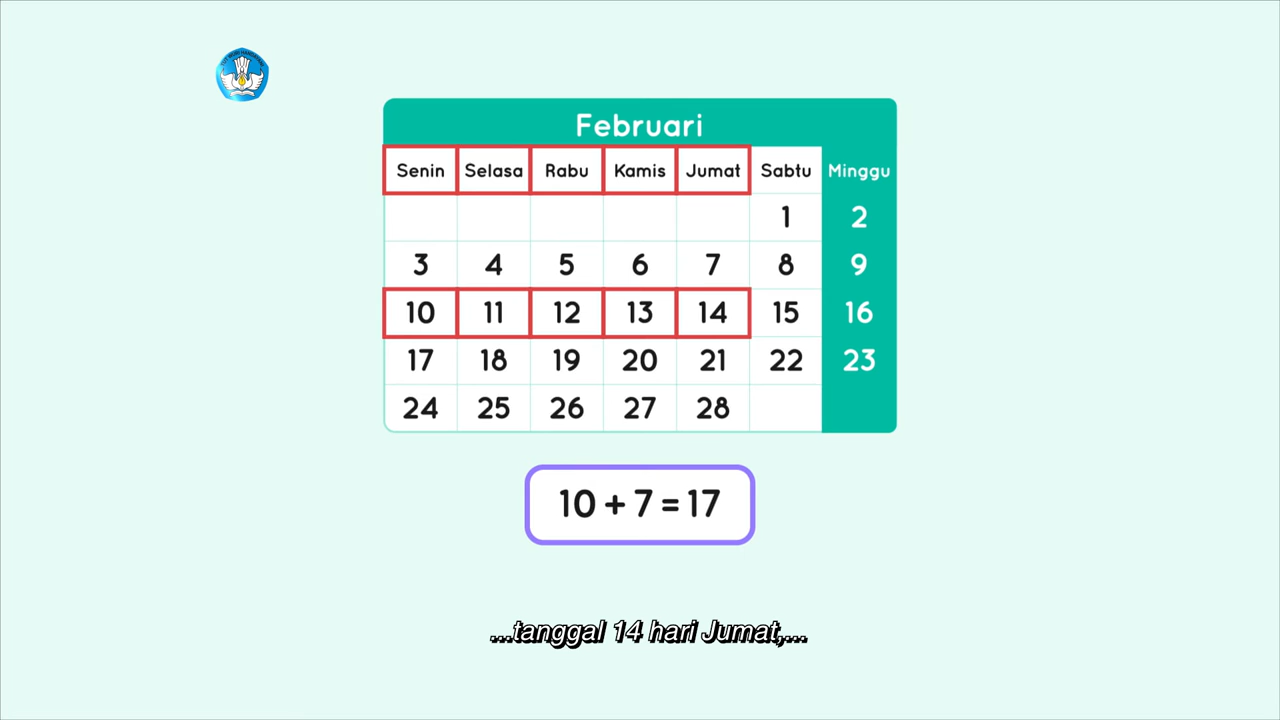 Februari
Senin Selasa Rabu Kamis Jumat Sabtu Minggu
1 2
3 4 5 6 7 8 9
10 11 12 13 14 15 16
17 18 19 20 21 22 23
24 25 26 27 28
10 + 7 = 17
...tanggal 14 hari Jumat,...